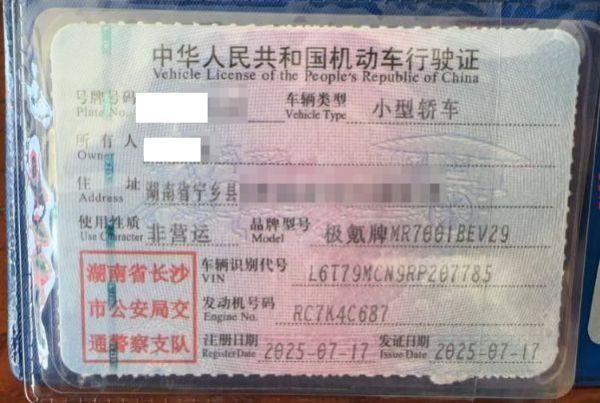 中华人民共和国机动车行驶证
Vehicle License of the People's Republic of China
号牌号码 Plate No.
车辆类型 Vehicle Type 小型轿车
所有人 Owner
住址 Address 湖南省宁乡县
使用性质 Use Character 非营运
品牌型号 Model 极氪牌MR7001BEV29
湖南省长沙
市公安局交
通警察支队
车辆识别代号 VIN L6T79MCN9RP207785
发动机号码 Engine No. RC7K4C687
注册日期 Register Date 2025-07-17
发证日期 Issue Date 2025-07-17